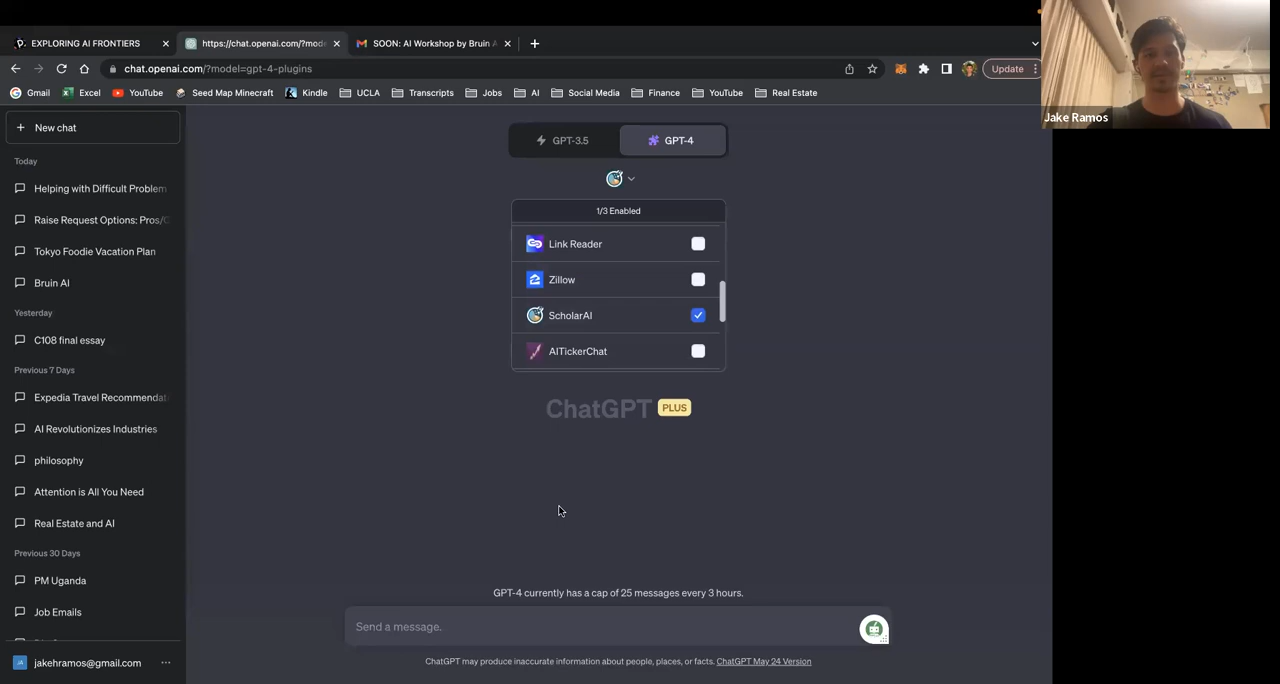 EXPLORING AI FRONTIERS
https://chat.openai.com/?mode
SOON: AI Workshop by Bruin A
chat.openai.com/?model=gpt-4-plugins
Update
Gmail
Excel
YouTube
Seed Map Minecraft
Kindle
UCLA
Transcripts
Jobs
AI
Social Media
Finance
YouTube
Real Estate
Jake Ramos
New chat
Today
Helping with Difficult Problem
Raise Request Options: Pros/C
Tokyo Foodie Vacation Plan
Bruin AI
Yesterday
C108 final essay
Previous 7 Days
Expedia Travel Recommendat
AI Revolutionizes Industries
philosophy
Attention is All You Need
Real Estate and AI
Previous 30 Days
PM Uganda
Job Emails
JA jakehramos@gmail.com
GPT-3.5
GPT-4
1/3 Enabled
Link Reader
Zillow
ScholarAI
AITickerChat
ChatGPT PLUS
GPT-4 currently has a cap of 25 messages every 3 hours.
Send a message.
ChatGPT may produce inaccurate information about people, places, or facts. ChatGPT May 24 Version